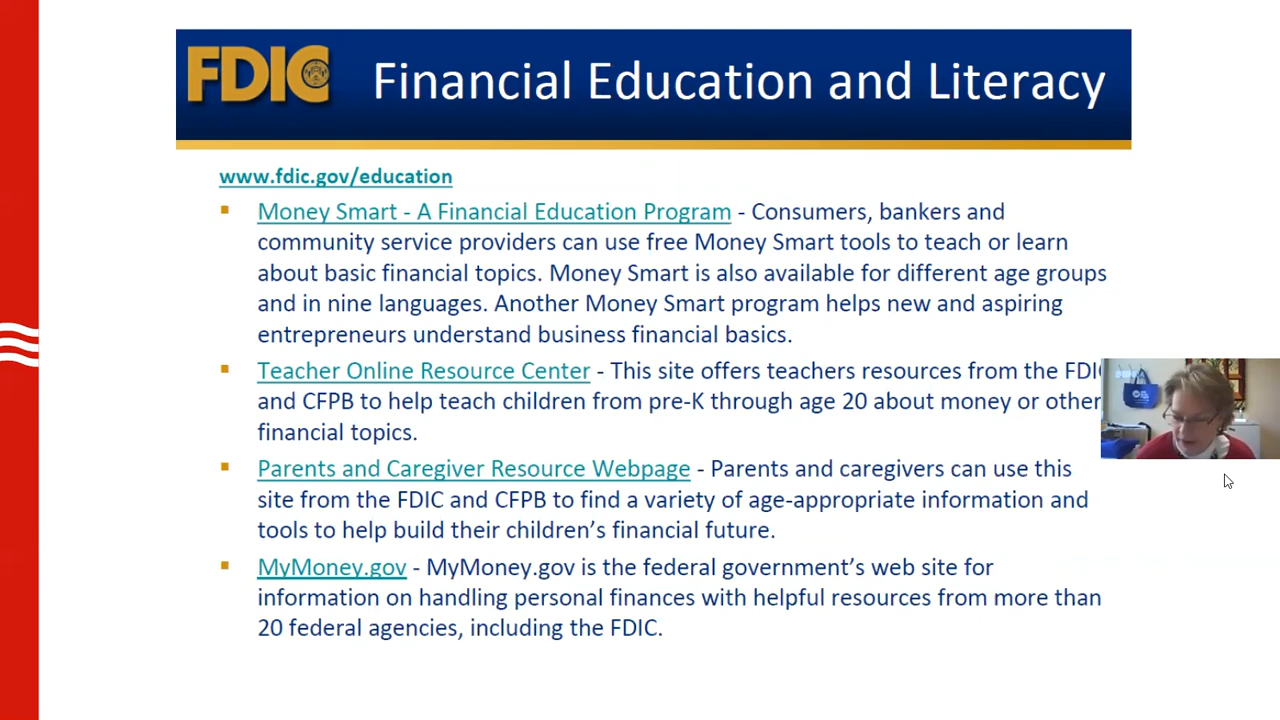 FDIC Financial Education and Literacy
www.fdic.gov/education
Money Smart - A Financial Education Program - Consumers, bankers and
community service providers can use free Money Smart tools to teach or learn
about basic financial topics. Money Smart is also available for different age groups
and in nine languages. Another Money Smart program helps new and aspiring
entrepreneurs understand business financial basics.
Teacher Online Resource Center - This site offers teachers resources from the FDIC
and CFPB to help teach children from pre-K through age 20 about money or other
financial topics.
Parents and Caregiver Resource Webpage - Parents and caregivers can use this
site from the FDIC and CFPB to find a variety of age-appropriate information and
tools to help build their children’s financial future.
MyMoney.gov - MyMoney.gov is the federal government’s web site for
information on handling personal finances with helpful resources from more than
20 federal agencies, including the FDIC.